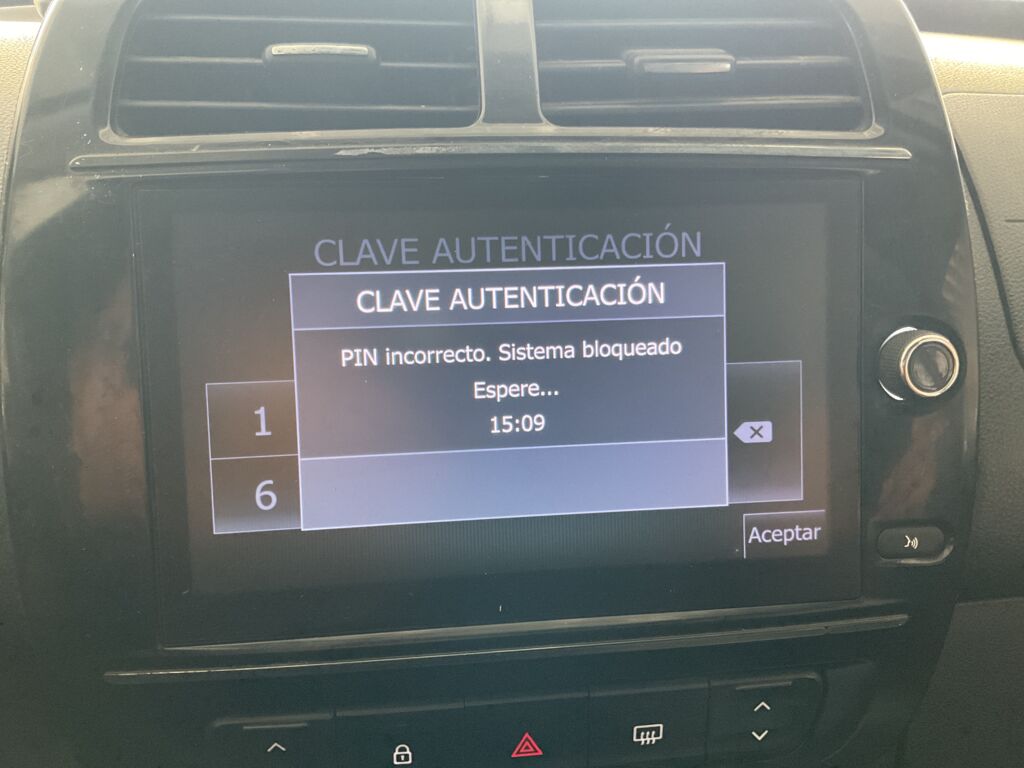 CLAVE AUTENTICACIÓN
CLAVE AUTENTICACIÓN
PIN incorrecto. Sistema bloqueado
Espere...
15:09
1
6
Aceptar